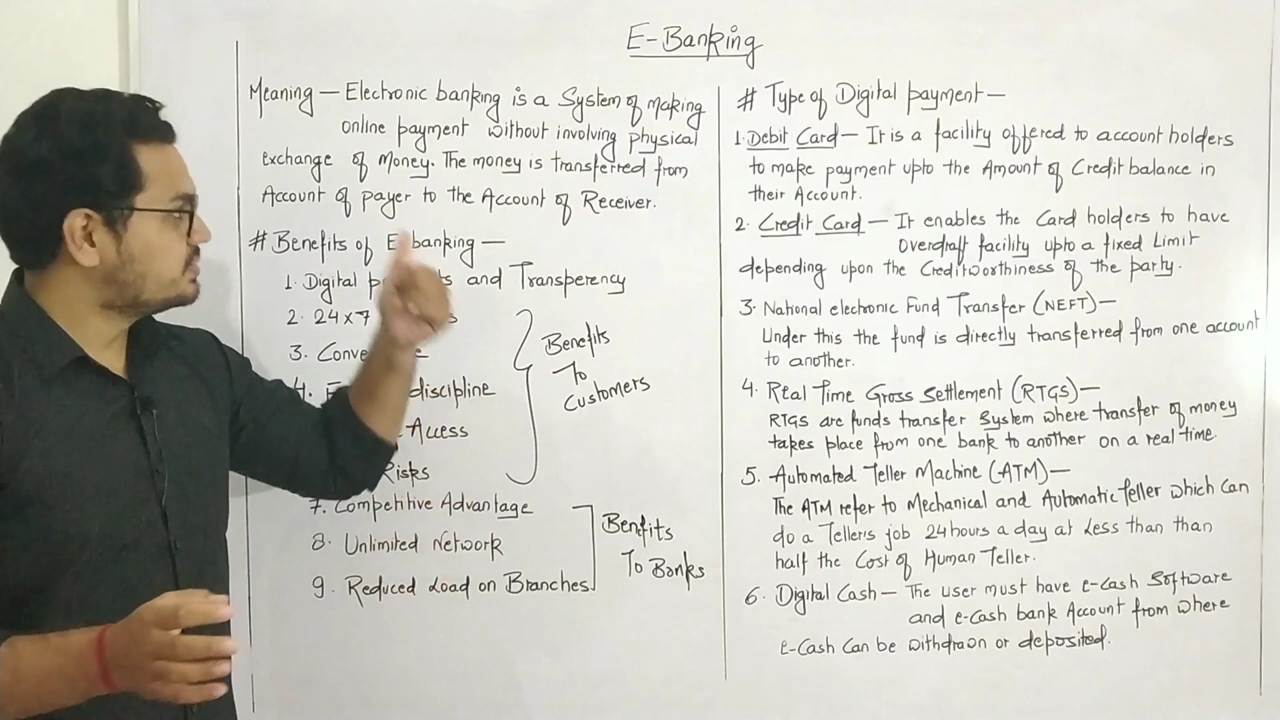 E-Banking
Meaning — Electronic banking is a System of making
online payment without involving physical
exchange of Money. The money is transferred from
Account of payer to the Account of Receiver.
# Benefits of E-banking —
1. Digital and Transperency
2. 24x7
3.
4. discipline
Access
Risks
Benefits
To
Customers
7. Competitive Advantage
8. Unlimited Network
9. Reduced Load on Branches
Benefits
To Banks
# Type of Digital payment —
1. Debit Card — It is a facility offered to account holders
to make payment upto the Amount of Credit balance in
their Account.
2. Credit Card — It enables the Card holders to have
Overdraft facility upto a fixed Limit
depending upon the Creditworthiness of the party.
3. National electronic Fund Transfer (NEFT) —
Under this the fund is directly transferred from one account
to another.
4. Real Time Gross Settlement (RTGS) —
RTGS are funds transfer System where transfer of money
takes place from one bank to another on a real time.
5. Automated Teller Machine (ATM) —
The ATM refer to Mechanical and Automatic Teller which Can
do a Tellers job 24 hours a day at Less than than
half the Cost of Human Teller.
6. Digital Cash — The user must have e-Cash Software
and e-Cash bank Account from where
e-Cash Can be withdrawn or deposited.